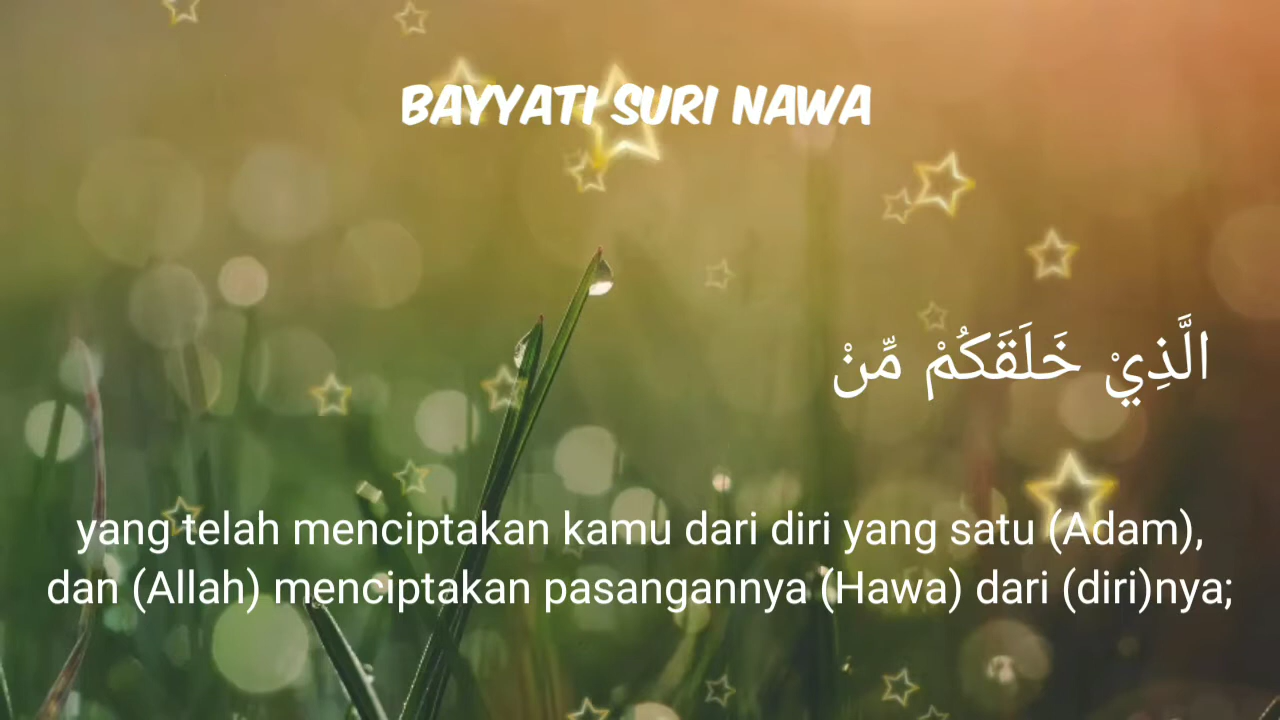 BAYYATI SURI NAWA
الَّذِيْ خَلَقَكُمْ مِّنْ
yang telah menciptakan kamu dari diri yang satu (Adam),
dan (Allah) menciptakan pasangannya (Hawa) dari (diri)nya;